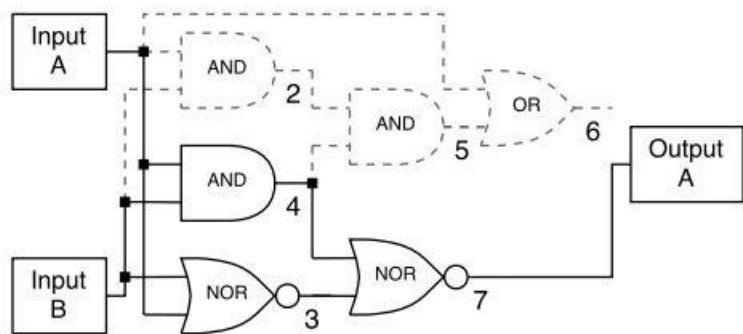 Input
A
AND
2
AND
5
OR
6
AND
4
Output
A
Input
B
NOR
3
NOR
7